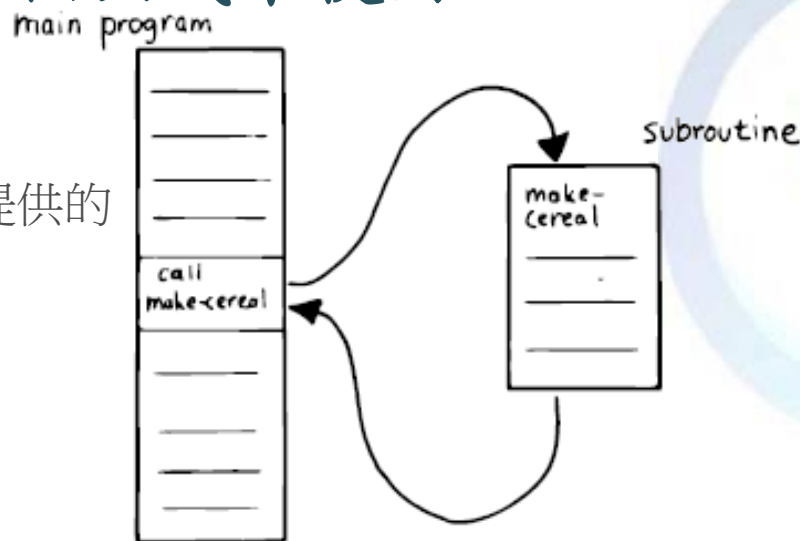 main program
subroutine
提供的
make-
cereal
call
make-cereal